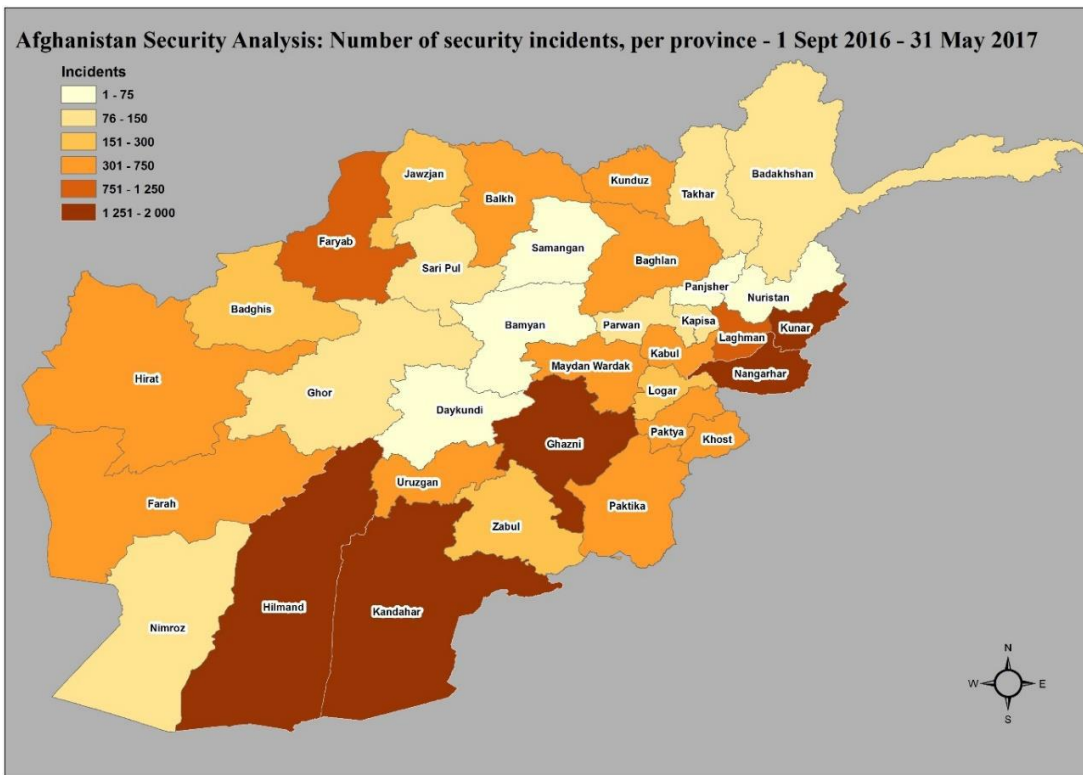 Afghanistan Security Analysis: Number of security incidents, per province - 1 Sept 2016 - 31 May 2017
Incidents
1 - 75
76 - 150
151 - 300
301 - 750
751 - 1 250
1 251 - 2 000
Jawzjan
Balkh
Kunduz
Takhar
Badakhshan
Faryab
Samangan
Sari Pul
Baghlan
Panjsher
Nuristan
Badghis
Bamyan
Parwan
Kapisa
Laghman
Kunar
Hirat
Ghor
Maydan Wardak
Kabul
Nangarhar
Logar
Daykundi
Ghazni
Paktya
Khost
Uruzgan
Farah
Paktika
Zabul
Hilmand
Kandahar
Nimroz
N
W
E
S